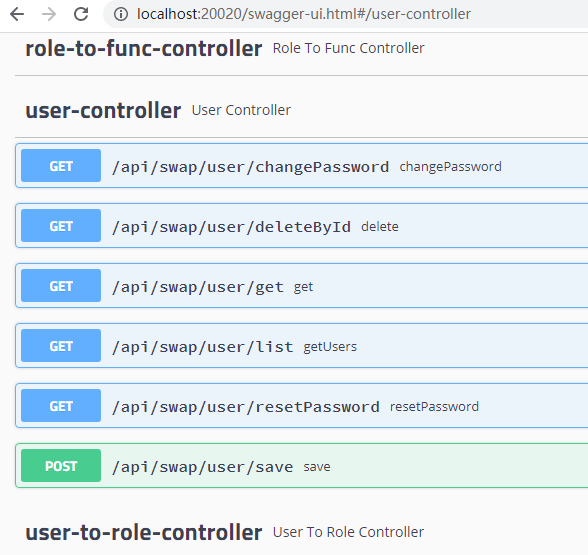 localhost:20020/swagger-ui.html#/user-controller
role-to-func-controller Role To Func Controller
user-controller User Controller
GET /api/swap/user/changePassword changePassword
GET /api/swap/user/deleteById delete
GET /api/swap/user/get get
GET /api/swap/user/list getUsers
GET /api/swap/user/resetPassword resetPassword
POST /api/swap/user/save save
user-to-role-controller User To Role Controller